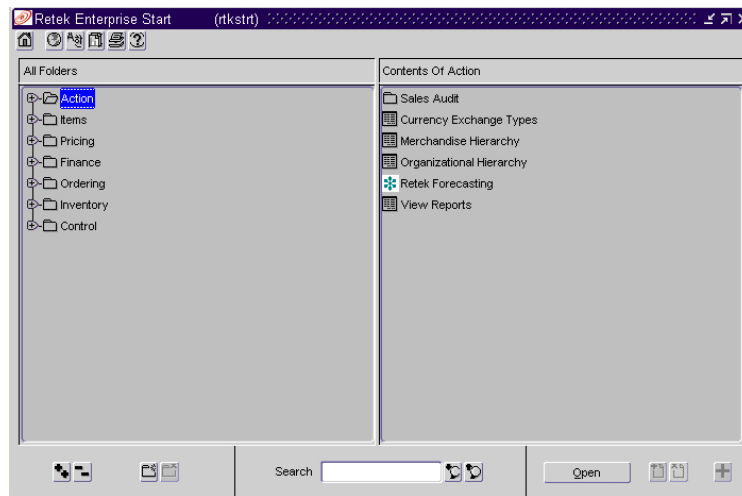 Retek Enterprise Start (rtkstrt)
All Folders
Contents Of Action
Action
Items
Pricing
Finance
Ordering
Inventory
Control
Sales Audit
Currency Exchange Types
Merchandise Hierarchy
Organizational Hierarchy
Retek Forecasting
View Reports
Search
Open